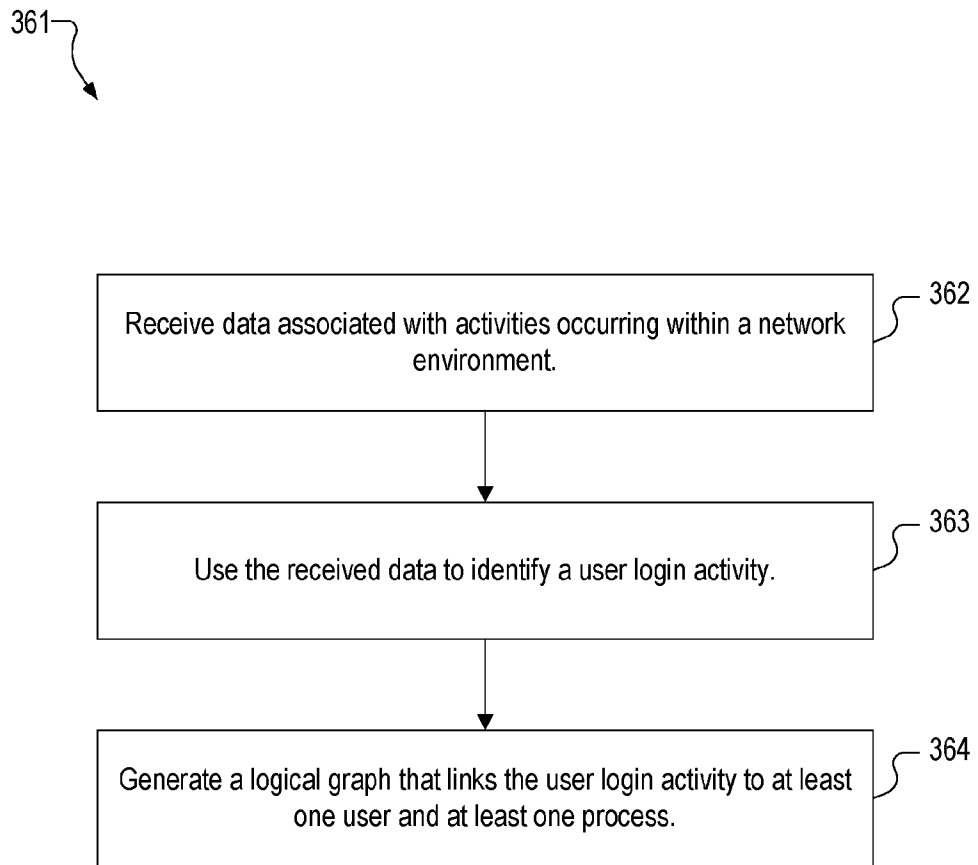 361
362
Receive data associated with activities occurring within a network
environment.
363
Use the received data to identify a user login activity.
364
Generate a logical graph that links the user login activity to at least
one user and at least one process.